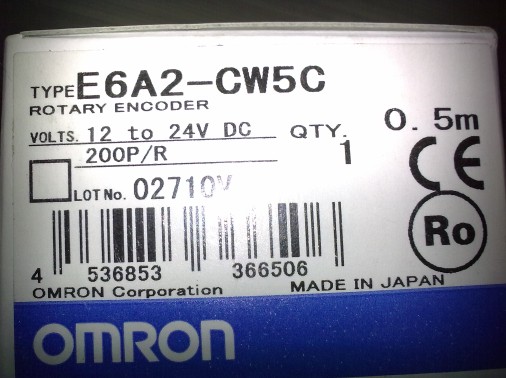 TYPE E6A2-CW5C
ROTARY ENCODER
VOLTS. 12 to 24V DC QTY. 0.5m
200P/R 1 CE
LOT No. 02710V
Ro
4 536853 366506
OMRON Corporation MADE IN JAPAN
OMRON